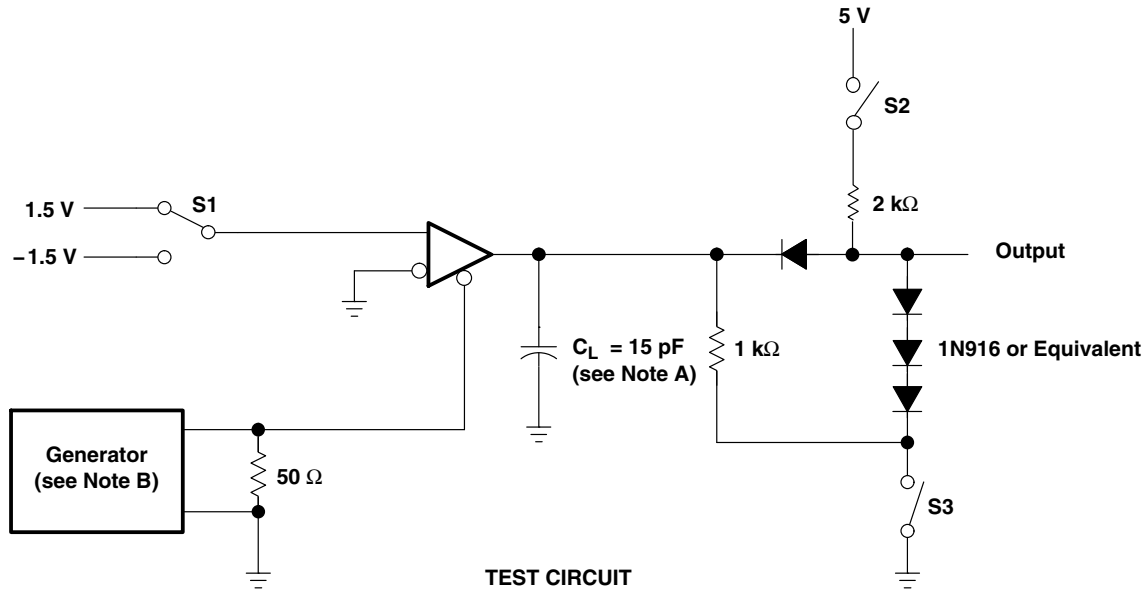 5 V
S2
1.5 V
S1
2 kΩ
−1.5 V
Output
CL = 15 pF
(see Note A)
1 kΩ
1N916 or Equivalent
Generator
(see Note B)
50 Ω
S3
TEST CIRCUIT